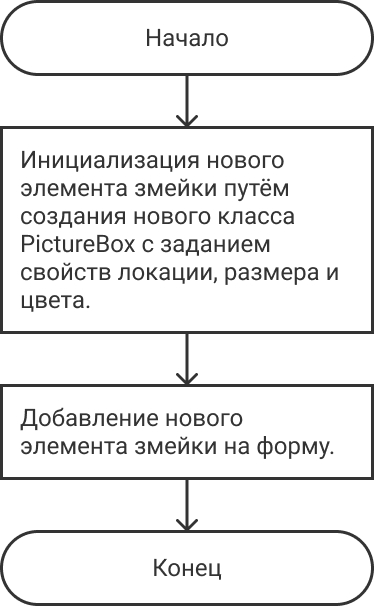 Начало
Инициализация нового
элемента змейки путём
создания нового класса
PictureBox с заданием
свойств локации, размера и
цвета.
Добавление нового
элемента змейки на форму.
Конец